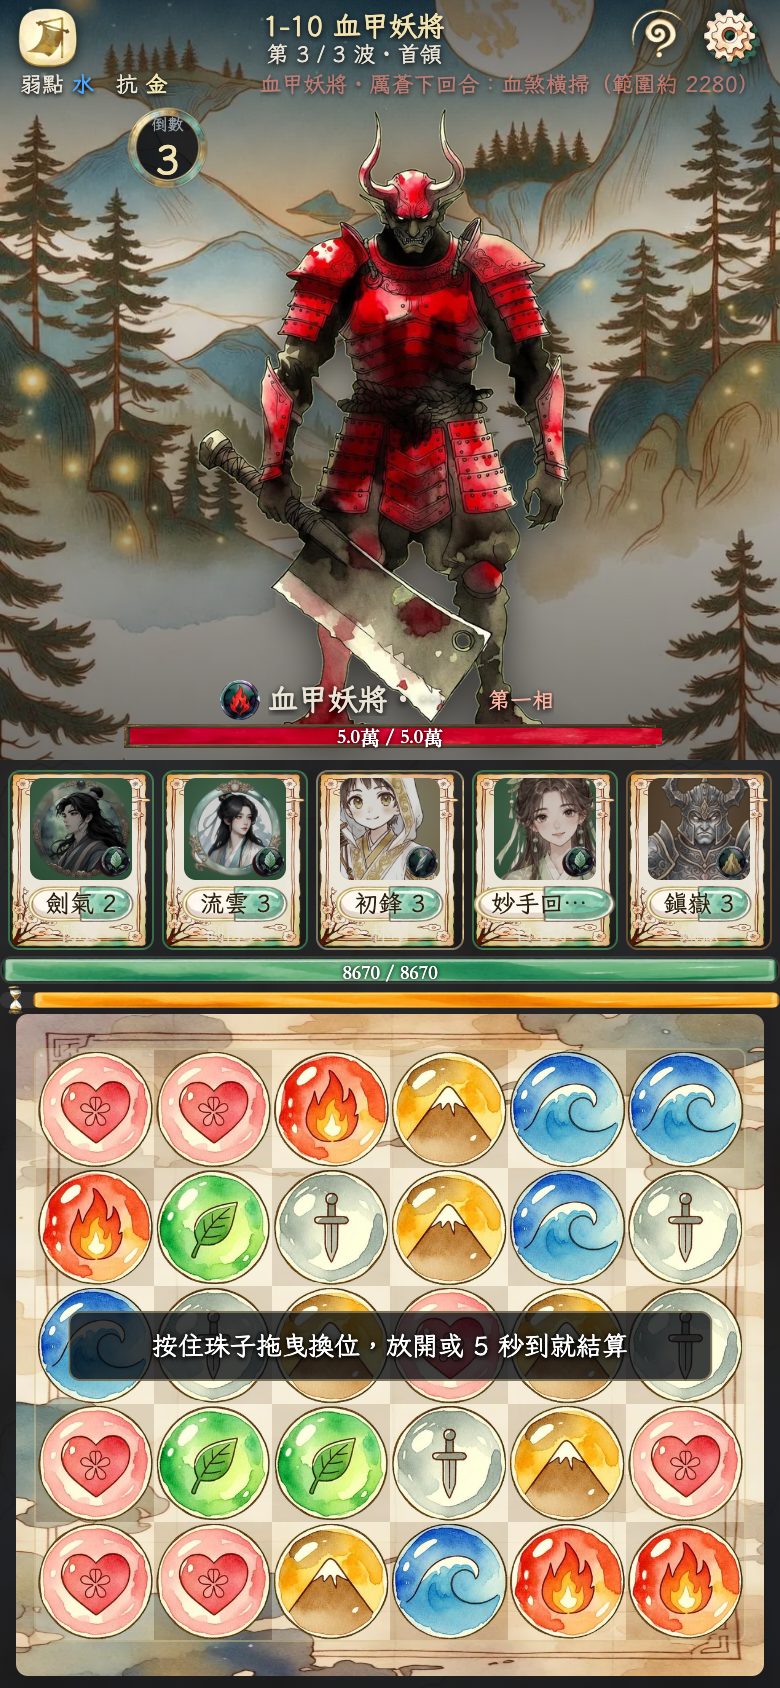 1-10 血甲妖將
第 3 / 3 波・首領
弱點 水 抗 金
血甲妖將・厲蒼下回合：血煞橫掃（範圍約 2280）
倒數
3
血甲妖將・
第一相
5.0萬 / 5.0萬
劍氣 2
流雲 3
初鋒 3
妙手回…
鎮嶽 3
8670 / 8670
按住珠子拖曳換位，放開或 5 秒到就結算